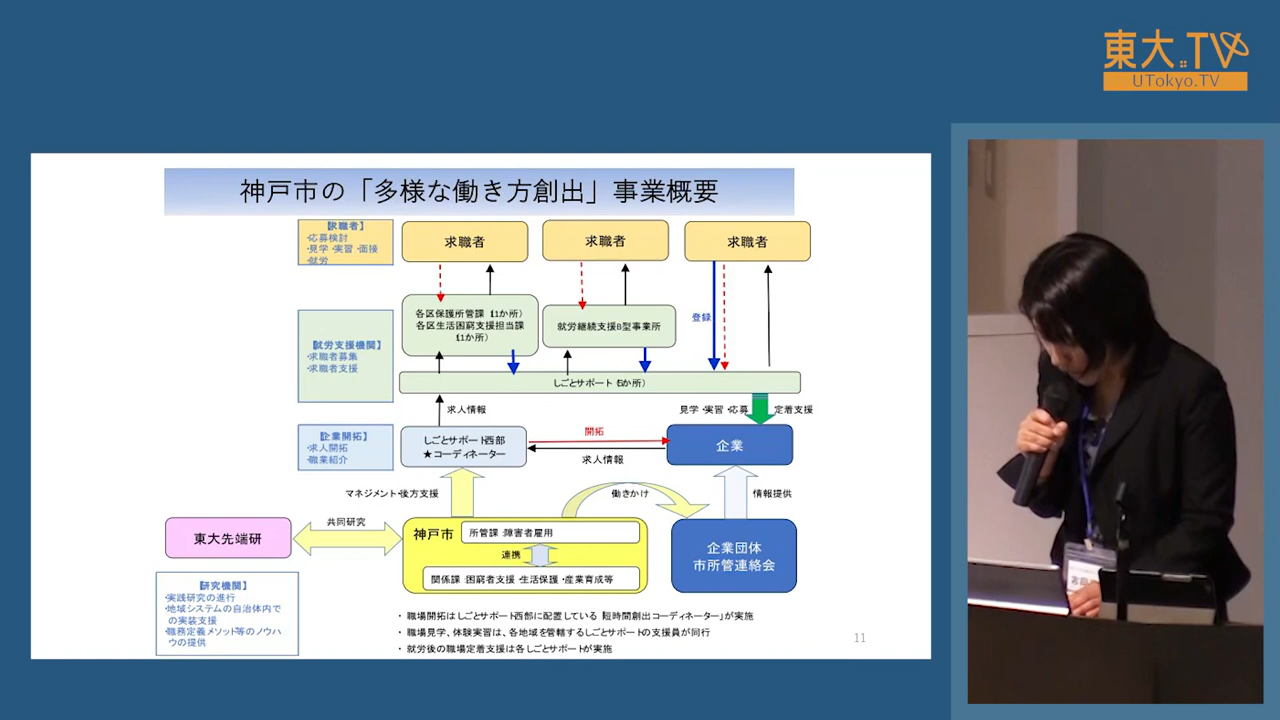 東大.TV
UTokyo.TV
神戸市の「多様な働き方創出」事業概要
【求職者】
・応募検討
・見学・実習・面接
・就労
求職者
求職者
求職者
各区保護所管課（11か所）
各区生活困窮支援担当課
（11か所）
就労継続支援B型事業所
登録
【就労支援機関】
・求職者募集
・求職者支援
しごとサポート（5か所）
求人情報
見学・実習・応募
定着支援
【企業開拓】
・求人開拓
・職業紹介
しごとサポート西部
★コーディネーター
開拓
求人情報
企業
マネジメント・後方支援
働きかけ
情報提供
東大先端研
共同研究
神戸市
所管課：障害者雇用
連携
関係課：困窮者支援・生活保護・産業育成等
企業団体
市所管連絡会
【研究機関】
・実践研究の進行
・地域システムの自治体内で
の実装支援
・職務定義メソッド等のノウハ
ウの提供
・ 職場開拓はしごとサポート西部に配置している「短時間創出コーディネーター」が実施
・ 職場見学、体験実習は、各地域を管轄するしごとサポートの支援員が同行
・ 就労後の職場定着支援は各しごとサポートが実施
11